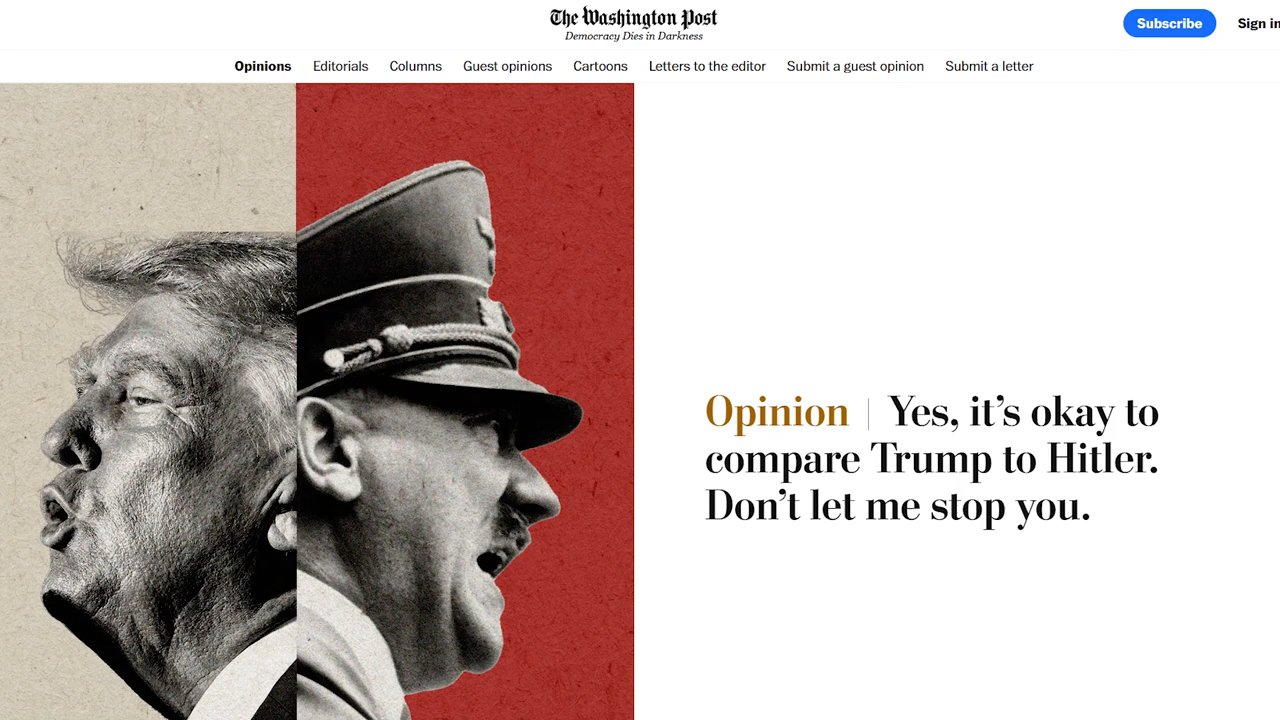 The Washington Post
Democracy Dies in Darkness
Subscribe
Sign in
Opinions Editorials Columns Guest opinions Cartoons Letters to the editor Submit a guest opinion Submit a letter
Opinion | Yes, it’s okay to
compare Trump to Hitler.
Don’t let me stop you.